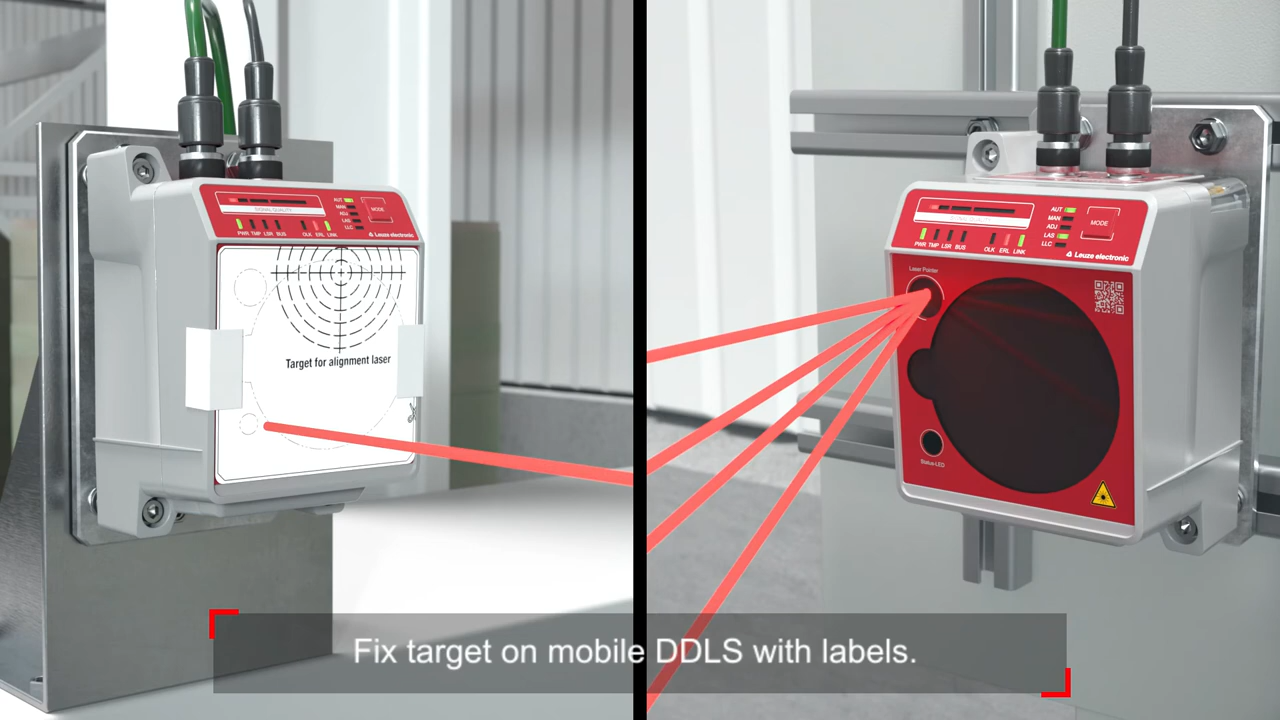 SIGNAL QUALITY
AUT
MAN
ADJ
LAS
LLC
MODE
PWR TMP LSR BUS
OLK ERL LINK
Leuze electronic
Target for alignment laser
AUT
MAN
ADJ
LAS
LLC
MODE
PWR TMP LSR BUS
OLK ERL LINK
Leuze electronic
Laser Pointer
Status-LED
Fix target on mobile DDLS with labels.